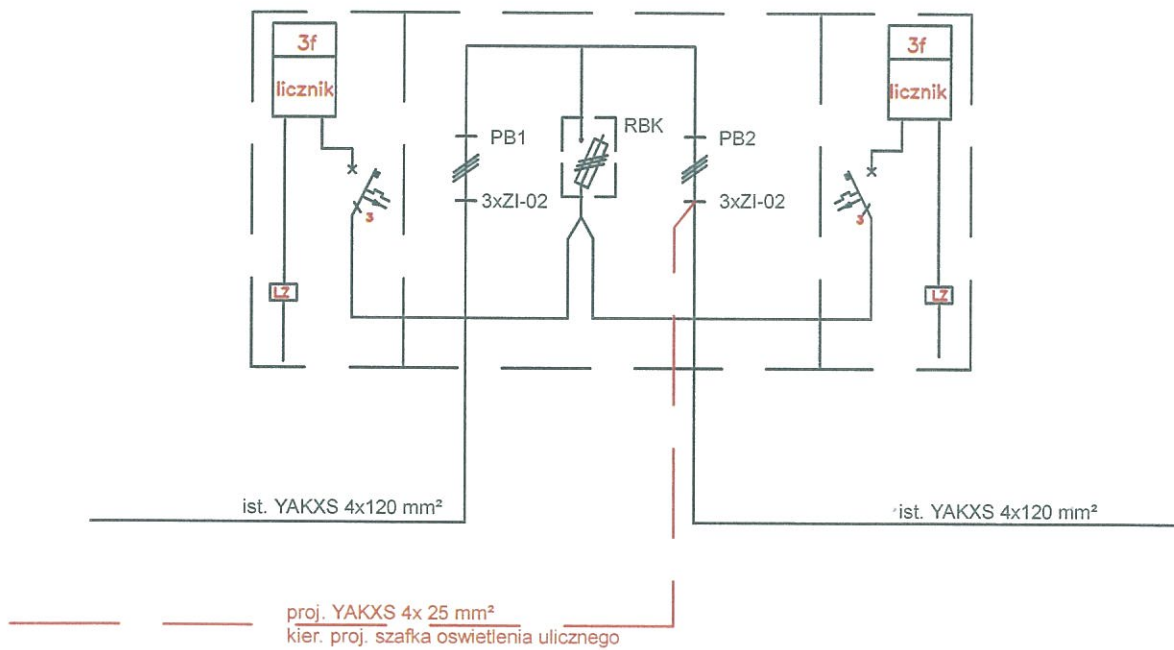 3f
licznik
PB1
RBK
PB2
3f
licznik
3xZI-02
3xZI-02
3
3
LZ
LZ
ist. YAKXS 4x120 mm²
ist. YAKXS 4x120 mm²
proj. YAKXS 4x 25 mm²
kier. proj. szafka oswietlenia ulicznego